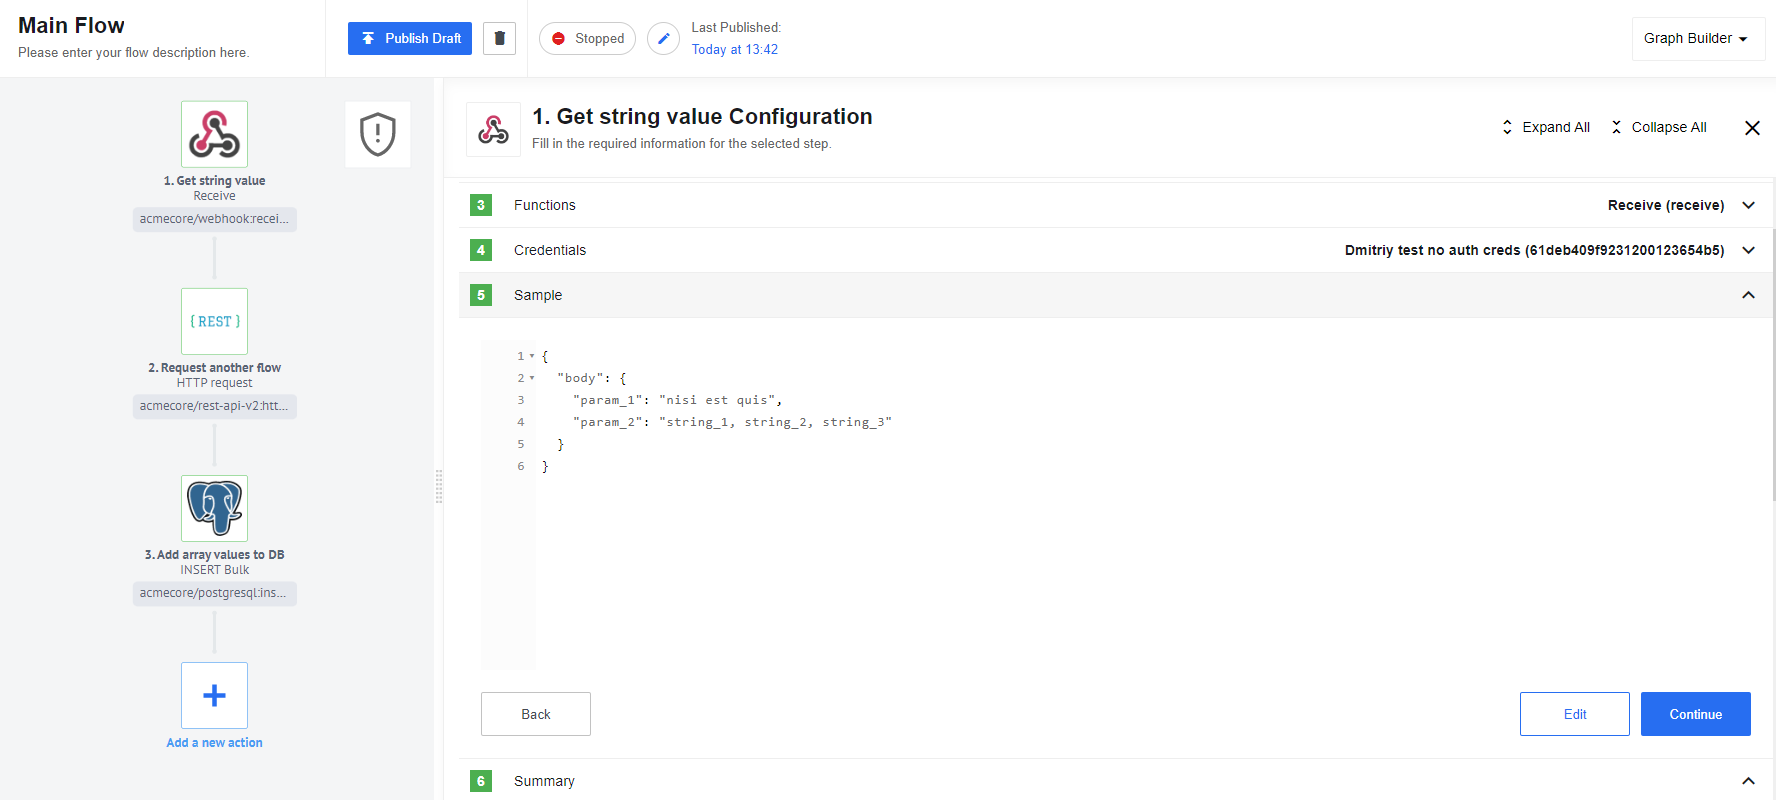 Main Flow
Please enter your flow description here.
Publish Draft
Stopped
Last Published:
Today at 13:42
Graph Builder
1. Get string value
Receive
acmecore/webhook:recei...
{ REST }
2. Request another flow
HTTP request
acmecore/rest-api-v2:htt...
3. Add array values to DB
INSERT Bulk
acmecore/postgresql:ins...
Add a new action
1. Get string value Configuration
Fill in the required information for the selected step.
Expand All
Collapse All
3 Functions Receive (receive)
4 Credentials Dmitriy test no auth creds (61deb409f9231200123654b5)
5 Sample
1 {
2 "body": {
3 "param_1": "nisi est quis",
4 "param_2": "string_1, string_2, string_3"
5 }
6 }
Back
Edit
Continue
6 Summary